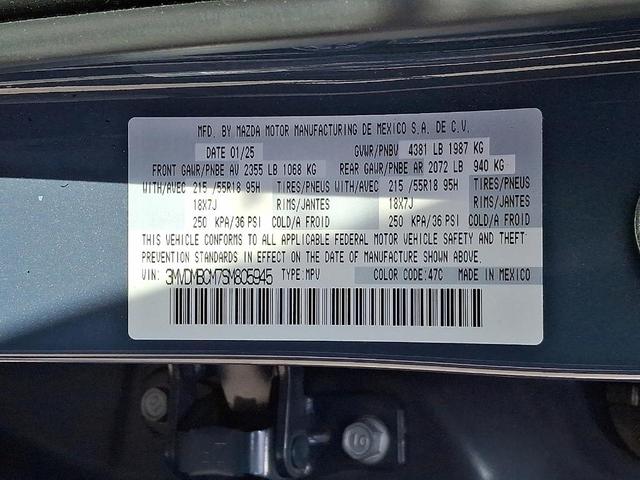 MFD. BY MAZDA MOTOR MANUFACTURING DE MEXICO S.A. DE C.V.
DATE 01/25 GVWR/PNBV 4381 LB 1987 KG
FRONT GAWR/PNBE AV 2355 LB 1068 KG REAR GAWR/PNBE AR 2072 LB 940 KG
WITH/AVEC 215 /55R18 95H TIRES/PNEUS WITH/AVEC 215 /55R18 95H TIRES/PNEUS
18X7J RIMS/JANTES 18X7J RIMS/JANTES
250 KPA/36 PSI COLD/A FROID 250 KPA/36 PSI COLD/A FROID
THIS VEHICLE CONFORMS TO ALL APPLICABLE FEDERAL MOTOR VEHICLE SAFETY AND THEFT
PREVENTION STANDARDS IN EFFECT ON THE DATE OF MANUFACTURE SHOWN ABOVE.
VIN: 3MVDMBCM7SM805945 TYPE:MPV COLOR CODE:47C MADE IN MEXICO